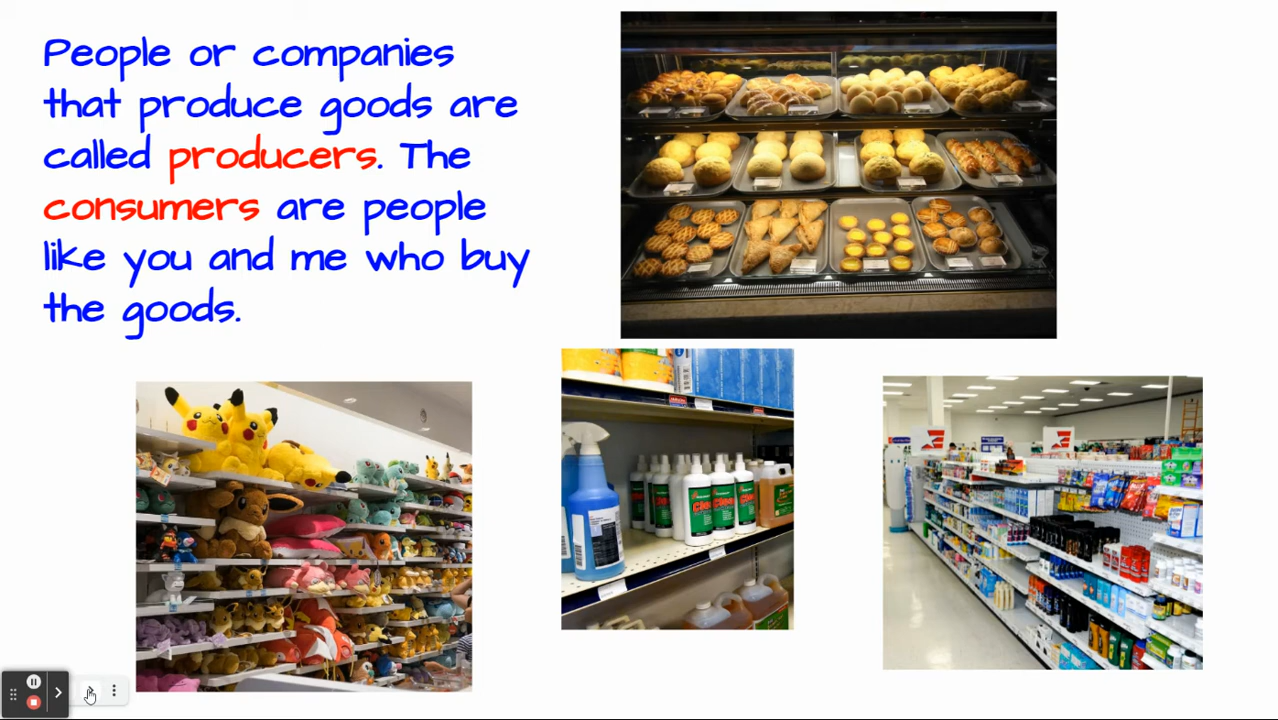 People or companies
that produce goods are
called producers. The
consumers are people
like you and me who buy
the goods.